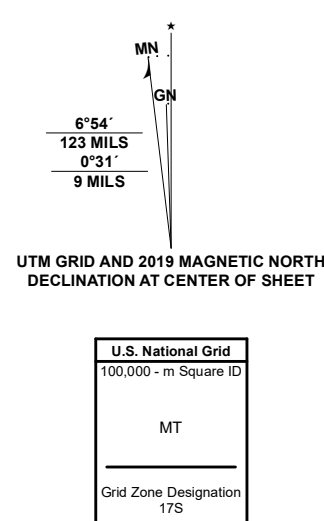 MN
GN
6°54´
123 MILS
0°31´
9 MILS
UTM GRID AND 2019 MAGNETIC NORTH
DECLINATION AT CENTER OF SHEET
U.S. National Grid
100,000 - m Square ID
MT
Grid Zone Designation
17S